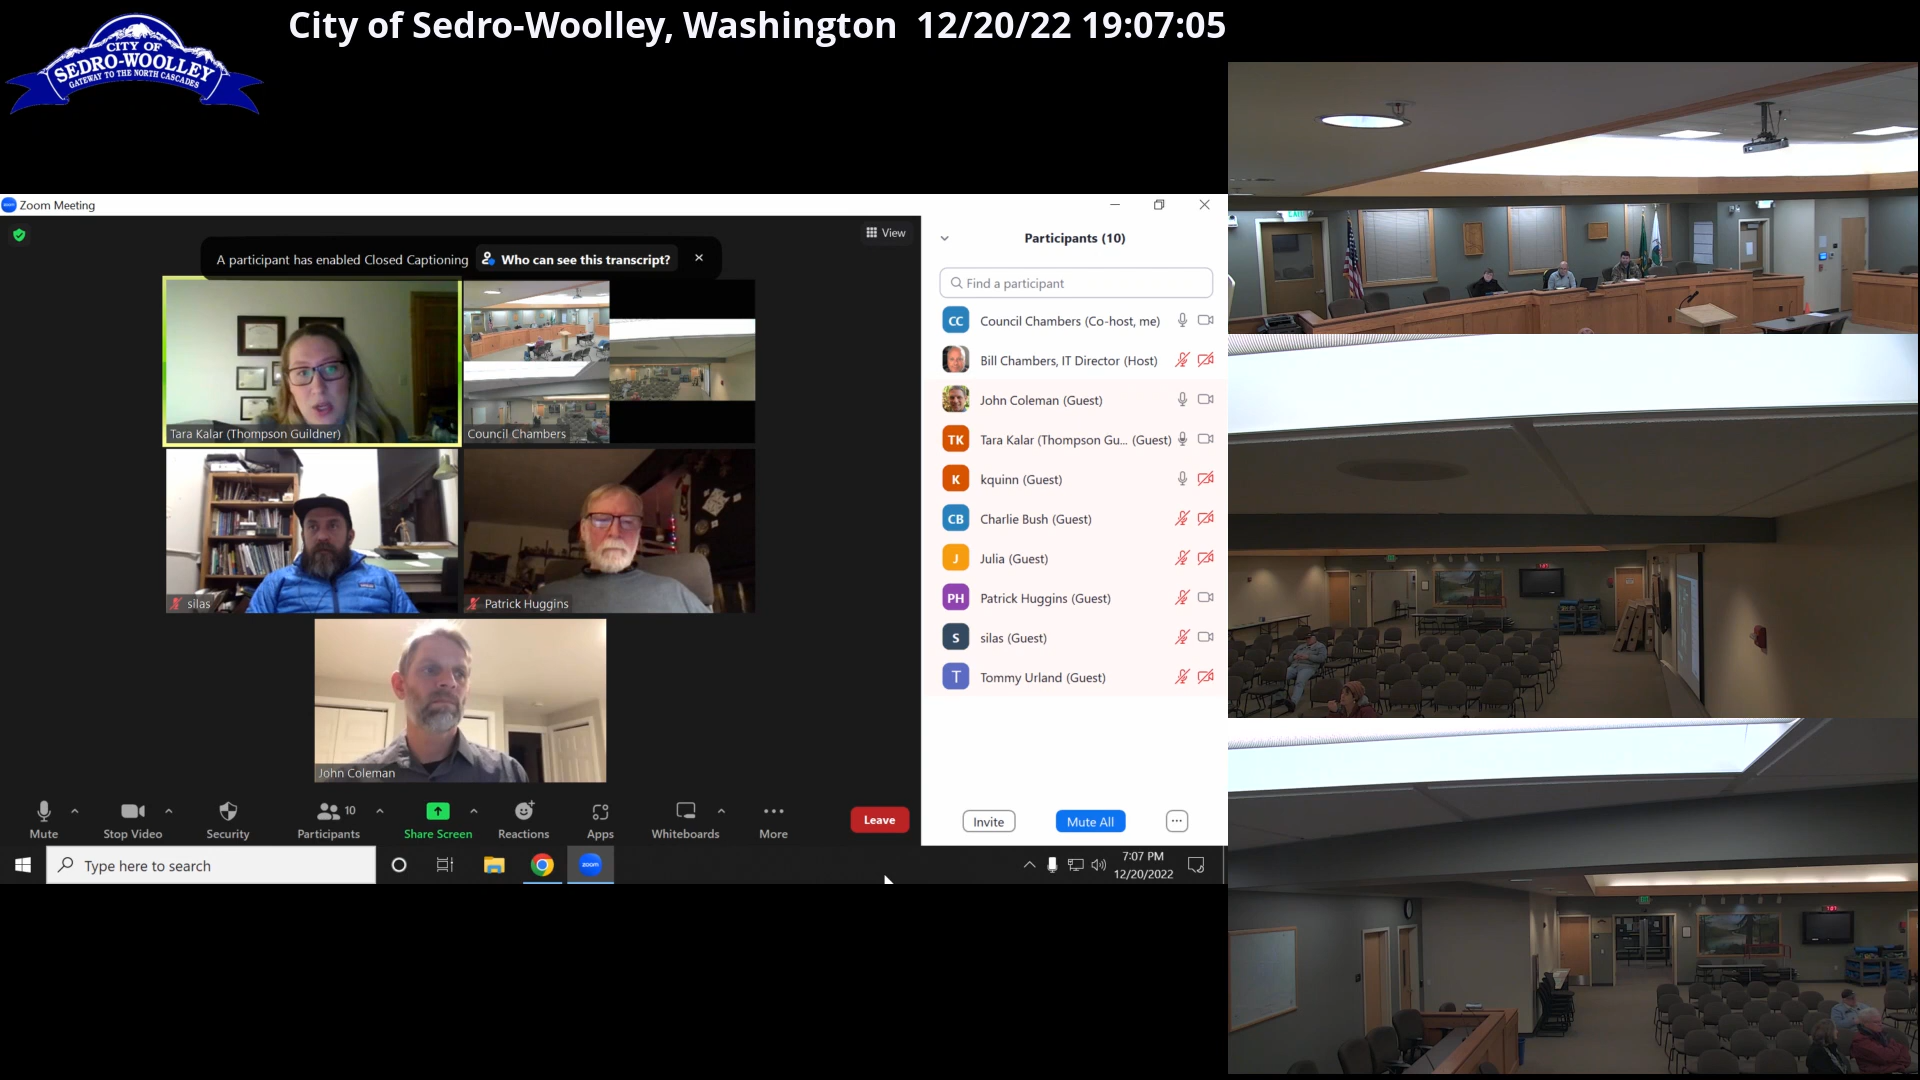 City of Sedro-Woolley, Washington 12/20/22 19:07:05
CITY OF
SEDRO-WOOLLEY
GATEWAY TO THE NORTH CASCADES
Zoom Meeting
View
A participant has enabled Closed Captioning
Who can see this transcript?
Tara Kalar (Thompson Guildner)
Council Chambers
silas
Patrick Huggins
John Coleman
Participants (10)
Find a participant
CC Council Chambers (Co-host, me)
Bill Chambers, IT Director (Host)
John Coleman (Guest)
TK Tara Kalar (Thompson Gu... (Guest)
K kquinn (Guest)
CB Charlie Bush (Guest)
J Julia (Guest)
PH Patrick Huggins (Guest)
S silas (Guest)
T Tommy Urland (Guest)
Mute
Stop Video
Security
Participants 10
Share Screen
Reactions
Apps
Whiteboards
More
Leave
Invite
Mute All
Type here to search
zoom
7:07 PM
12/20/2022